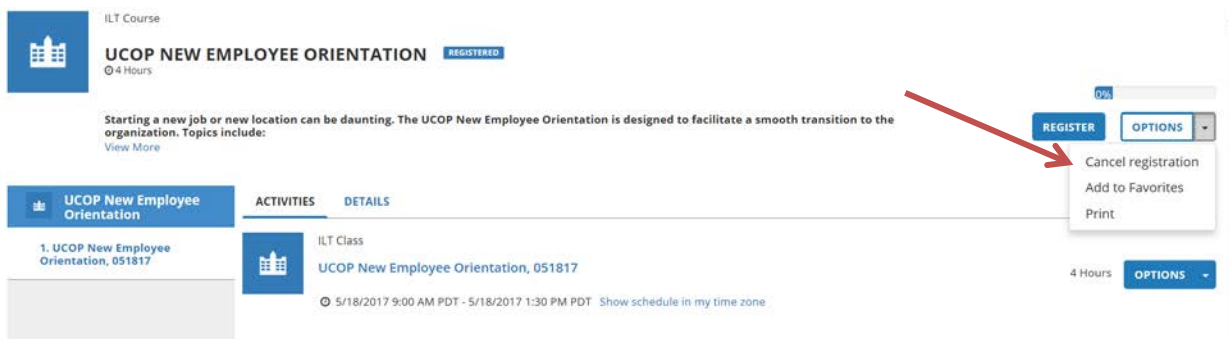 ILT Course
UCOP NEW EMPLOYEE ORIENTATION REGISTERED
4 Hours
0%
Starting a new job or new location can be daunting. The UCOP New Employee Orientation is designed to facilitate a smooth transition to the
organization. Topics include:
View More
REGISTER OPTIONS
Cancel registration
Add to Favorites
Print
UCOP New Employee
Orientation
1. UCOP New Employee
Orientation, 051817
ACTIVITIES DETAILS
ILT Class
UCOP New Employee Orientation, 051817
5/18/2017 9:00 AM PDT - 5/18/2017 1:30 PM PDT Show schedule in my time zone
4 Hours OPTIONS